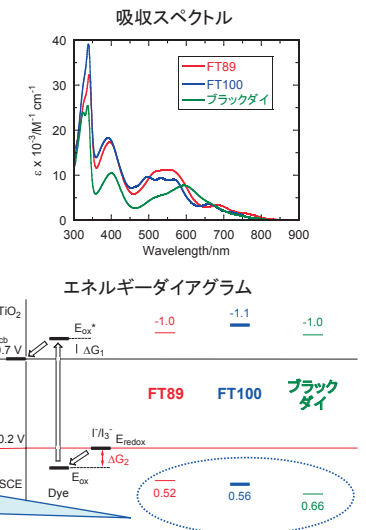 吸収スペクトル
ε x 10⁻³/M⁻¹ cm⁻¹
40
30
20
10
0
FT89
FT100
ブラックダイ
300 400 500 600 700 800 900
Wavelength/nm
エネルギーダイアグラム
TiO₂
cb
0.7 V
Eox*
ΔG₁
-1.0
-1.1
-1.0
FT89
FT100
ブラック
ダイ
0.2 V
I⁻/I₃⁻
Eredox
ΔG₂
SCE
Eox
Dye
0.52
0.56
0.66